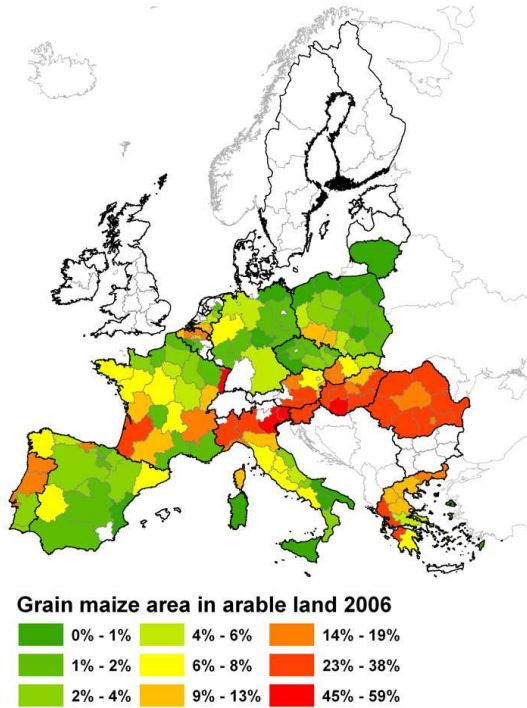 Grain maize area in arable land 2006
0% - 1% 4% - 6% 14% - 19%
1% - 2% 6% - 8% 23% - 38%
2% - 4% 9% - 13% 45% - 59%